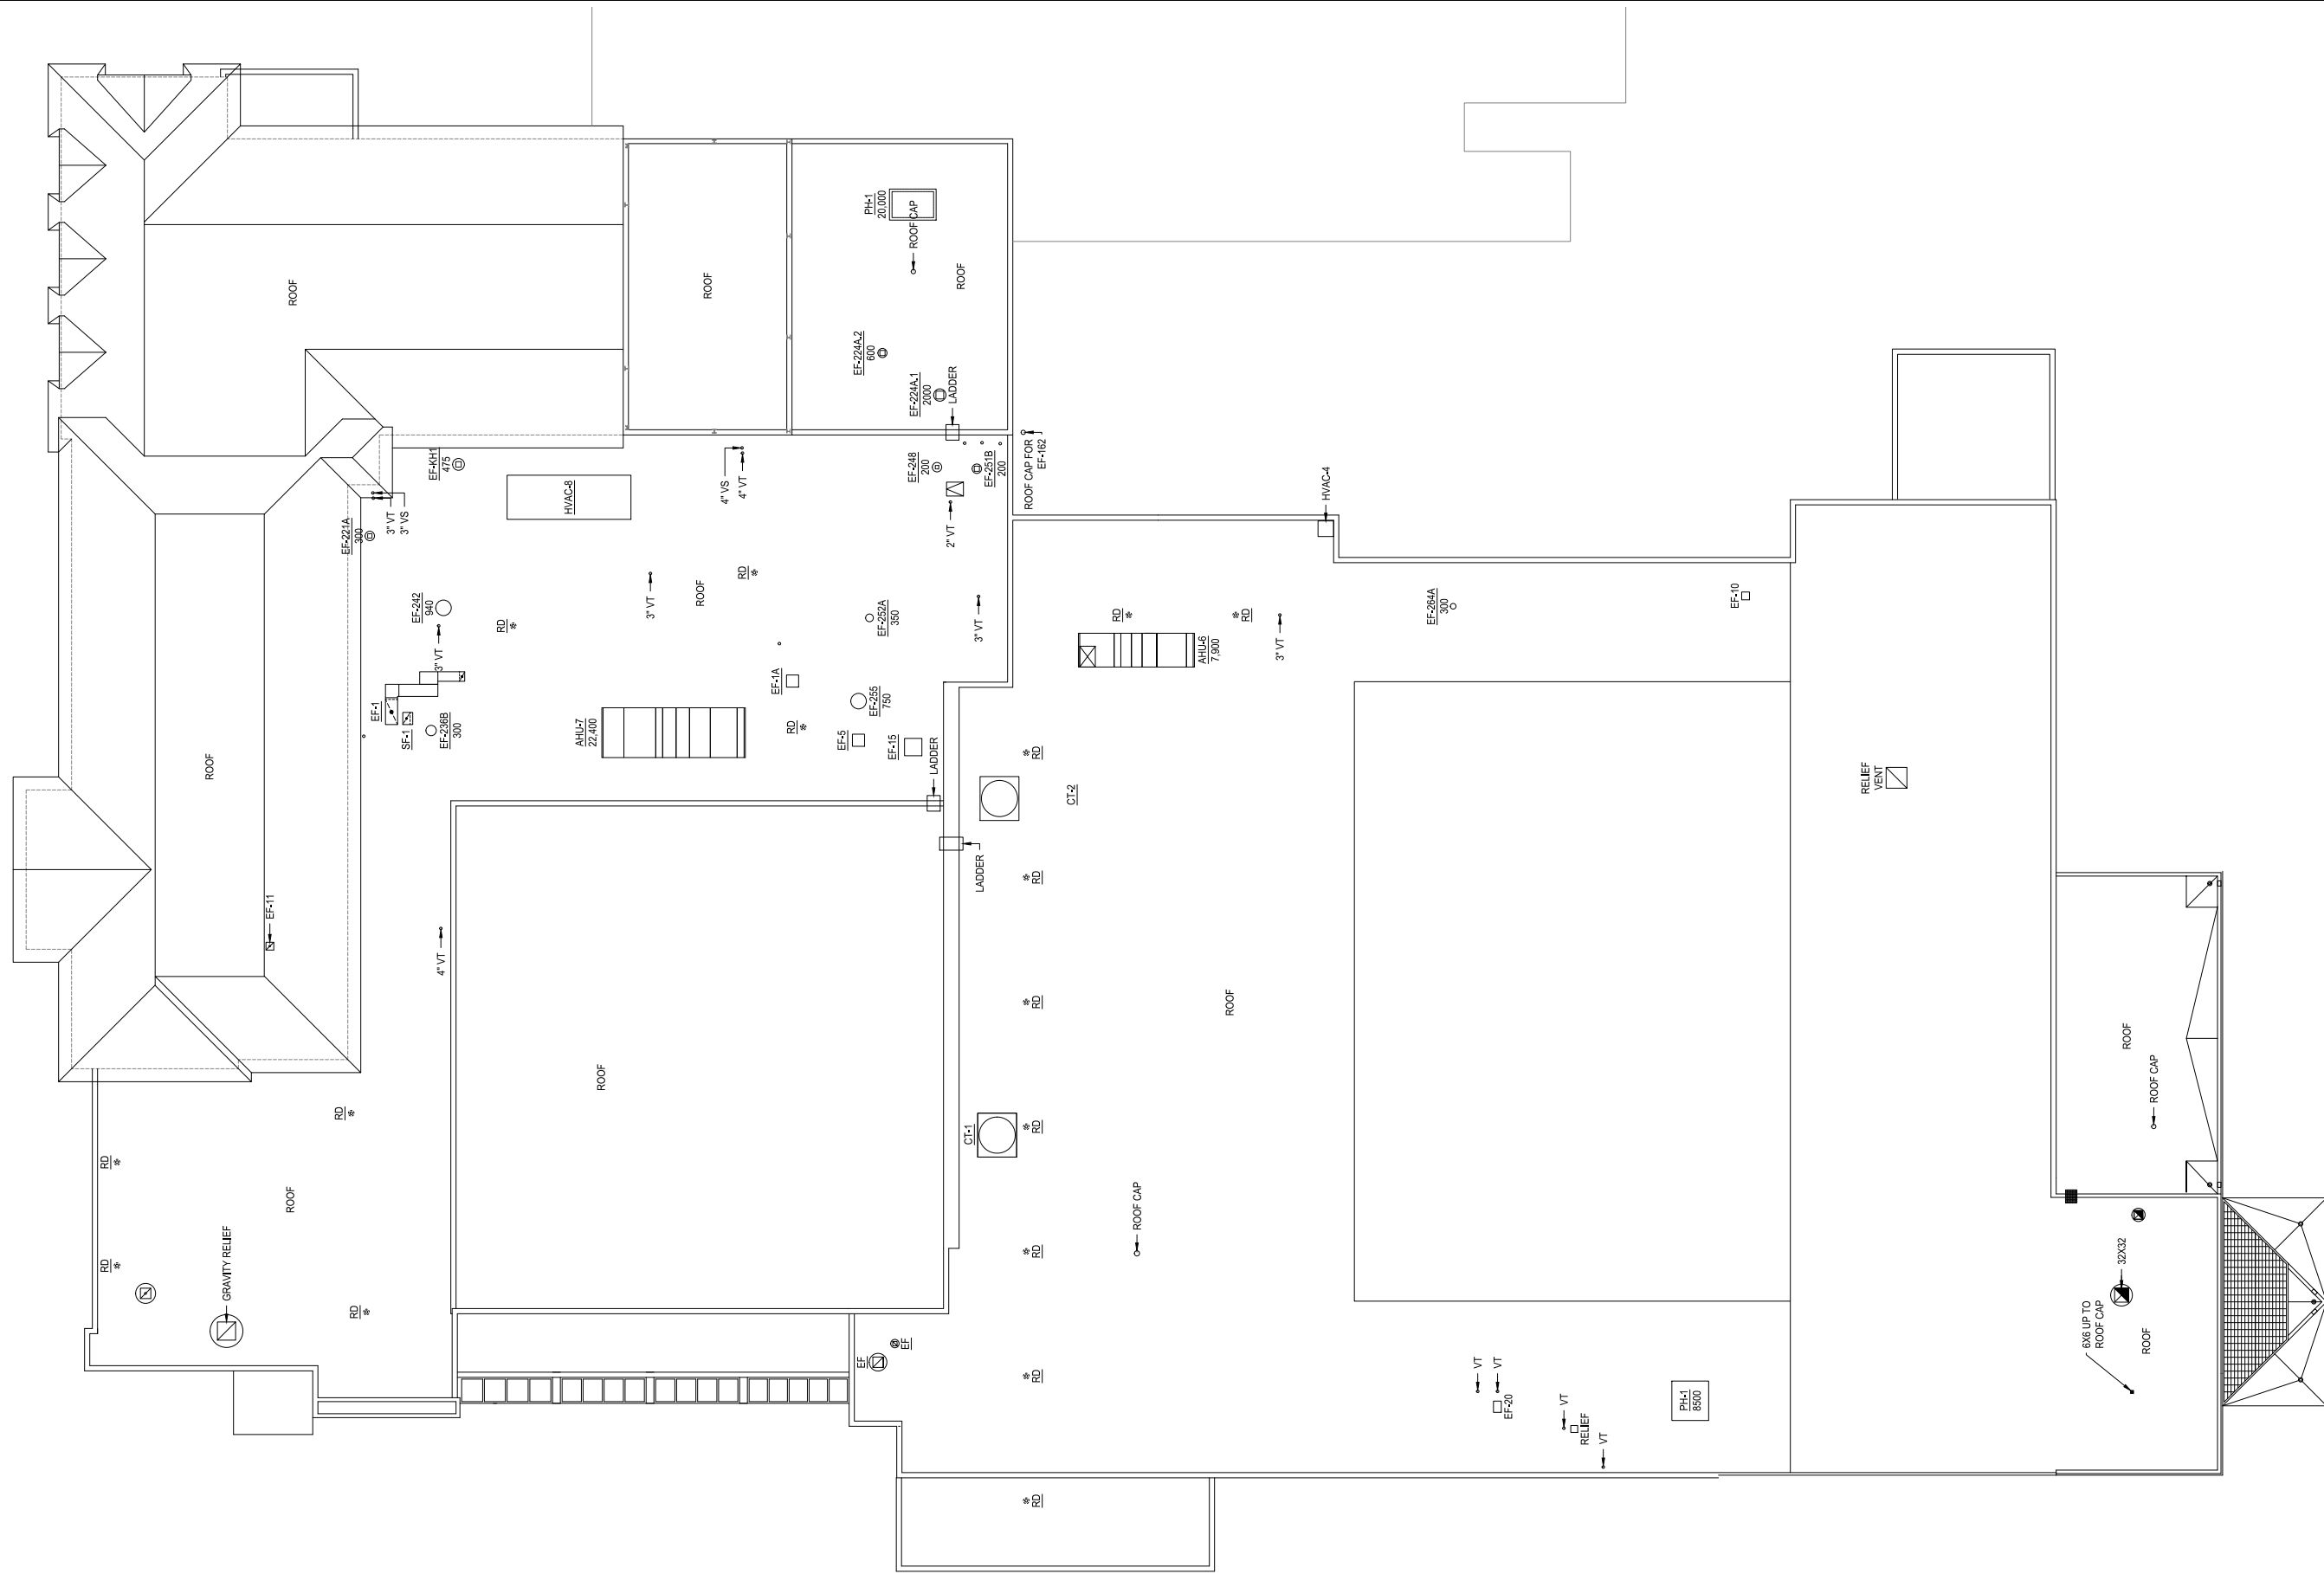 ROOF
PH-1
20,000
ROOF CAP
ROOF
ROOF
EF-224A.2
600
EF-224A.1
2000
LADDER
EF-KH1
475
HVAC-8
4" VS
4" VT
EF-248
200
EF-251B
200
ROOF CAP FOR
EF-162
2" VT
HVAC-4
EF-221A
300
3" VT
3" VS
EF-242
940
3" VT
RD
3" VT
ROOF
RD
EF-252A
350
3" VT
RD
RD
3" VT
AHU-6
7,900
EF-264A
300
EF-10
EF-1
SF-1
EF-236B
300
AHU-7
22,400
EF-1A
RD
EF-255
750
EF-5
EF-15
LADDER
RD
CT-2
RELIEF
VENT
ROOF
LADDER
RD
EF-11
4" VT
RD
ROOF
ROOF
ROOF
ROOF CAP
RD
CT-1
RD
RD
ROOF
ROOF CAP
RD
GRAVITY RELIEF
RD
RD
RD
EF
EF
RD
VT
VT
EF-20
VT
RELIEF
VT
PH-1
8500
32X32
6X6 UP TO
ROOF CAP
ROOF
RD